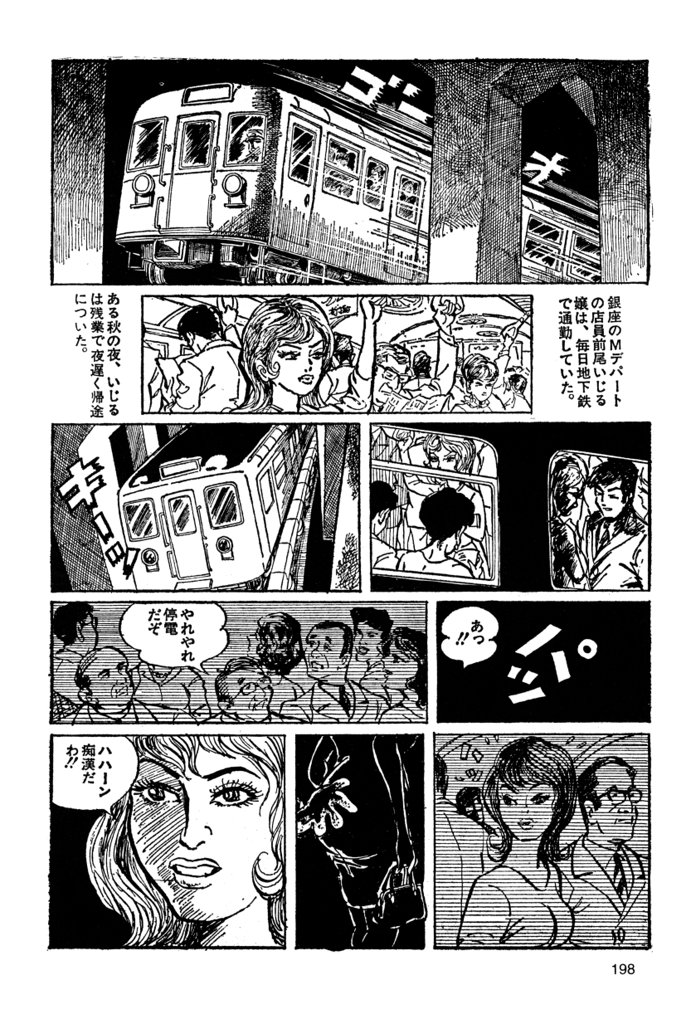 ゴーオ
銀座のMデパート
の店員前尾いじる
嬢は、毎日地下鉄
で通勤していた。
ある秋の夜、いじる
は残業で夜遅く帰途
についた。
キーッ
あっ
!!
パッ
やれやれ
停電
だぞ
ハハーン
痴漢だ
わ!!
198